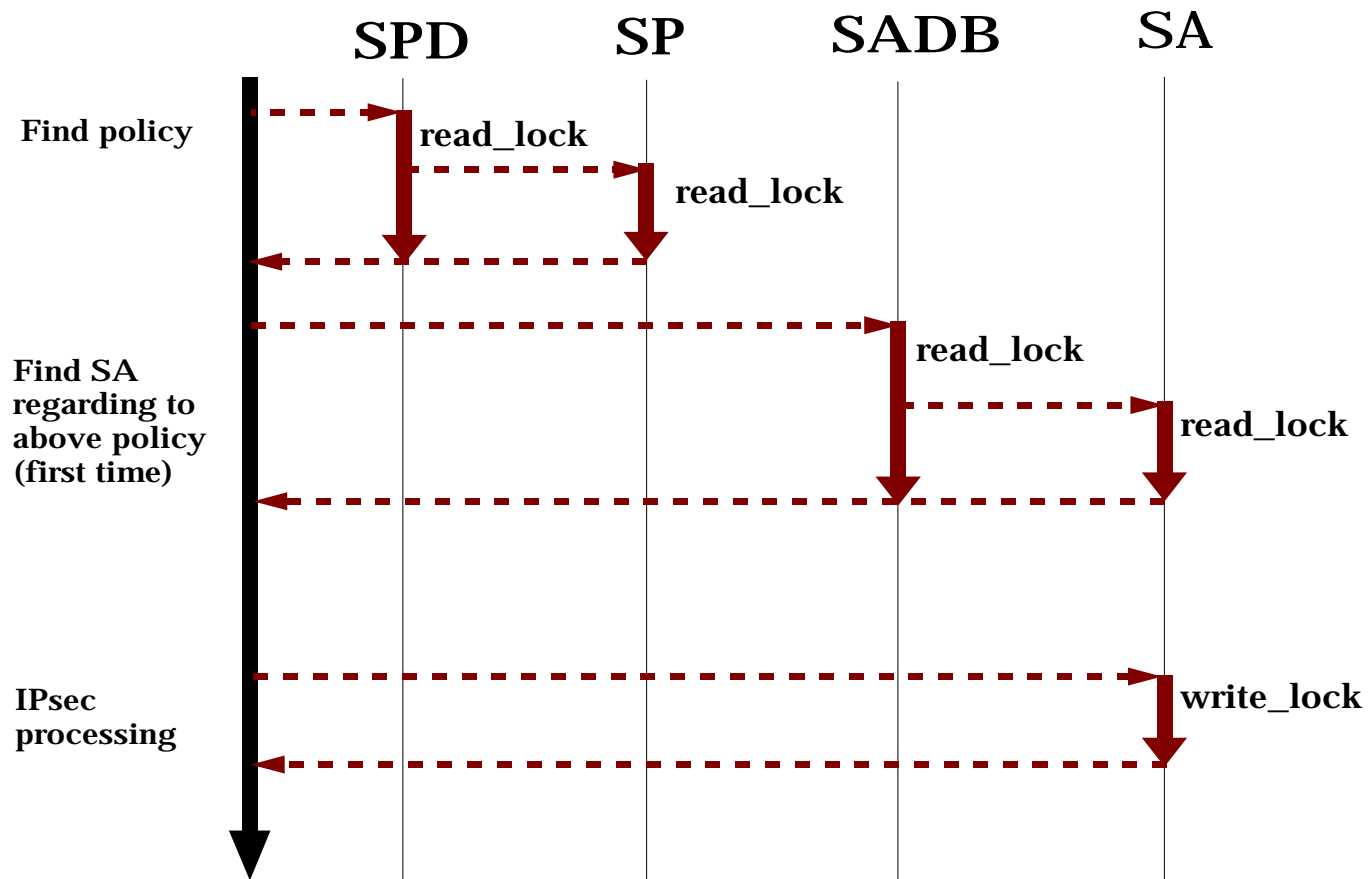 SPD SP SADB SA
Find policy
read_lock
read_lock
read_lock
Find SA
regarding to
above policy
(first time)
read_lock
IPsec
processing
write_lock